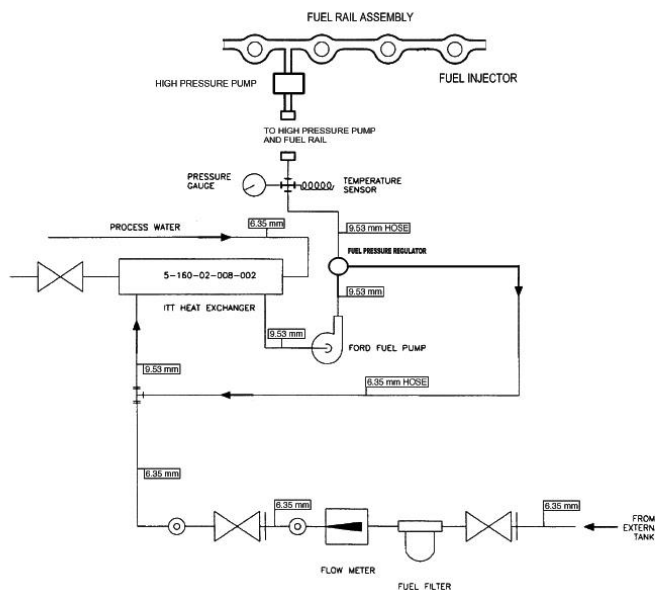 FUEL RAIL ASSEMBLY
FUEL INJECTOR
HIGH PRESSURE PUMP
TO HIGH PRESSURE PUMP
AND FUEL RAIL
PRESSURE
GAUGE
TEMPERATURE
SENSOR
6.35 mm
PROCESS WATER
9.53 mm HOSE
FUEL PRESSURE REGULATOR
5-160-02-008-002
9.53 mm
ITT HEAT EXCHANGER
9.53 mm
FORD FUEL PUMP
9.53 mm
6.35 mm HOSE
6.35 mm
6.35 mm
6.35 mm
FROM
EXTERN
TANK
FLOW METER
FUEL FILTER